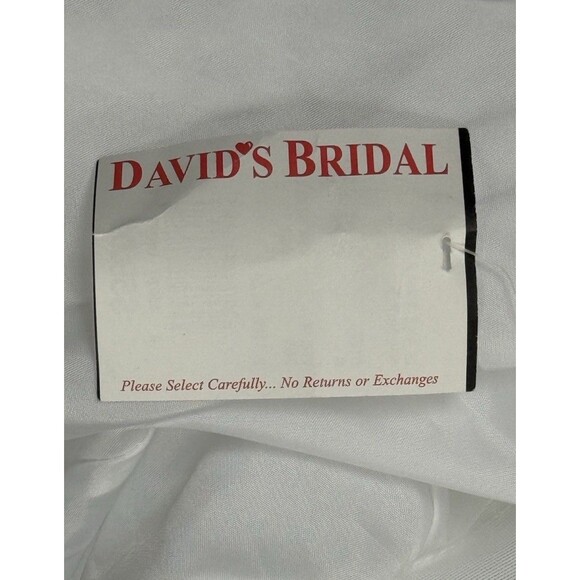 DAVID'S BRIDAL
Please Select Carefully... No Returns or Exchanges